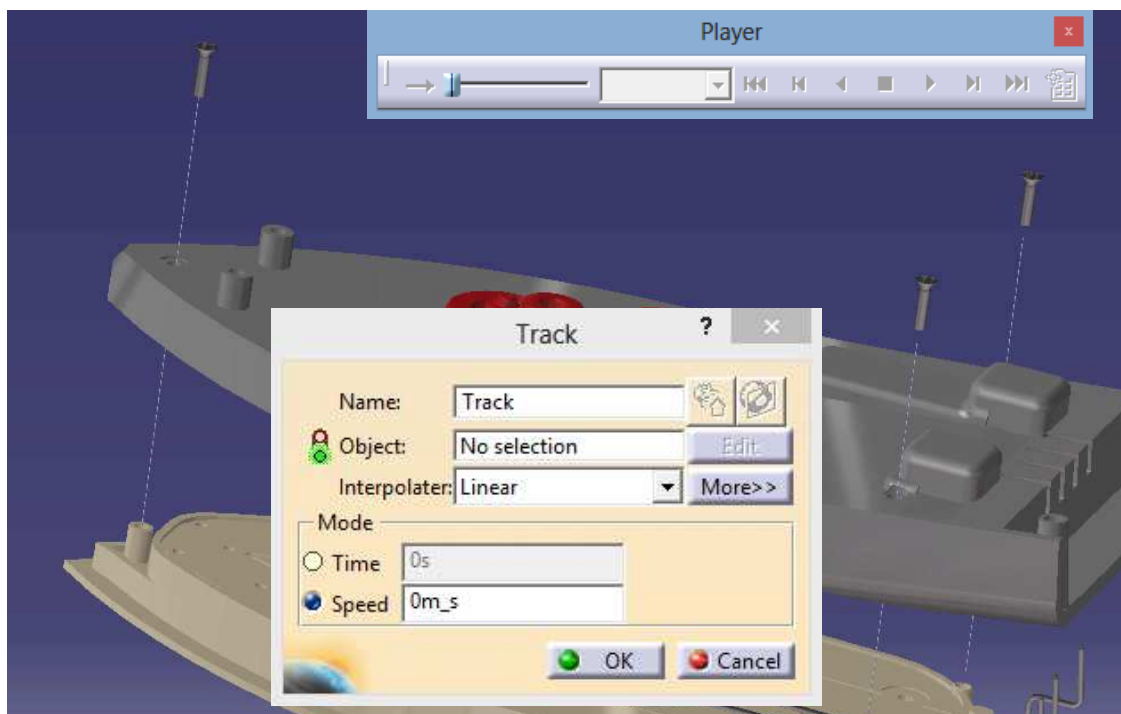 Player
x
Track
?
×
Name: Track
Object: No selection Edit
Interpolater: Linear More>>
Mode
Time 0s
Speed 0m_s
OK Cancel